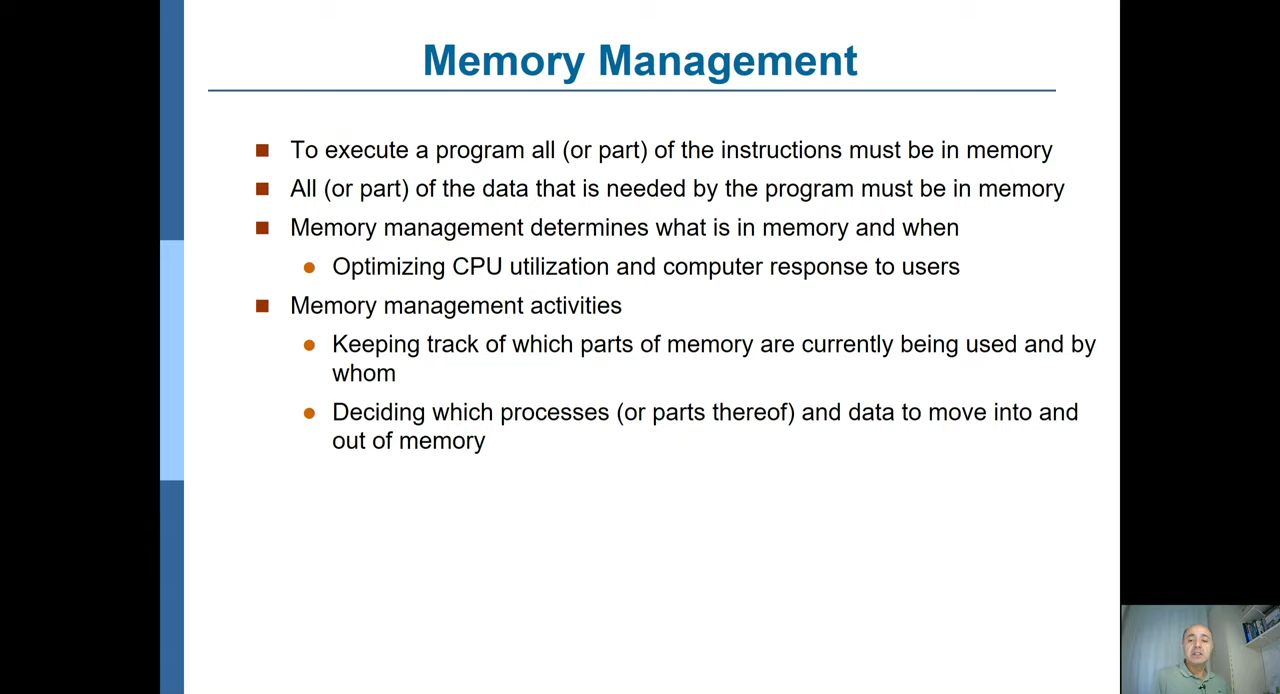 Memory Management
To execute a program all (or part) of the instructions must be in memory
All (or part) of the data that is needed by the program must be in memory
Memory management determines what is in memory and when
Optimizing CPU utilization and computer response to users
Memory management activities
Keeping track of which parts of memory are currently being used and by
whom
Deciding which processes (or parts thereof) and data to move into and
out of memory